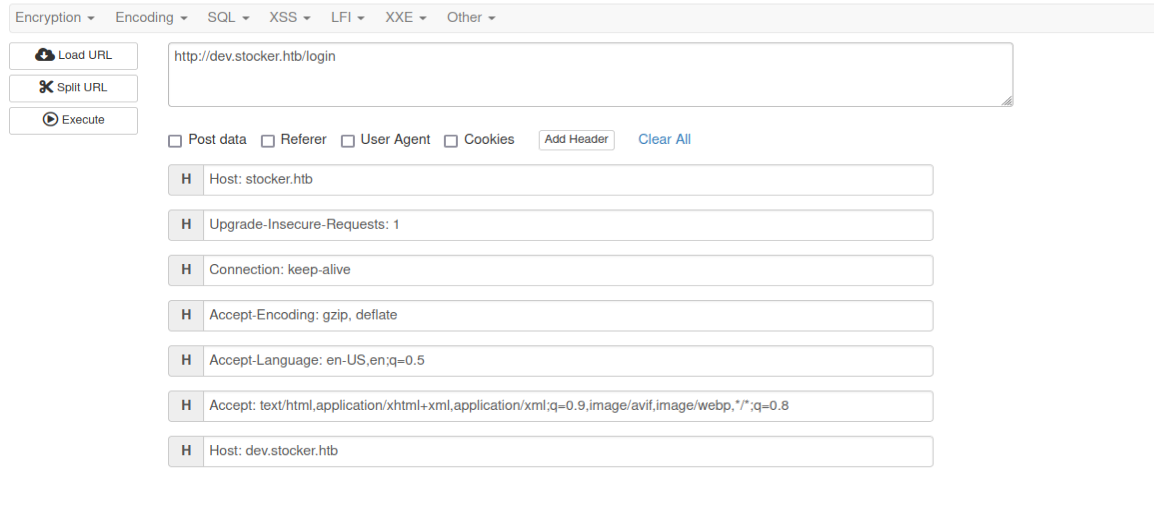 Encryption Encoding SQL XSS LFI XXE Other
Load URL
Split URL
Execute
http://dev.stocker.htb/login
Post data Referer User Agent Cookies Add Header Clear All
H Host: stocker.htb
H Upgrade-Insecure-Requests: 1
H Connection: keep-alive
H Accept-Encoding: gzip, deflate
H Accept-Language: en-US,en;q=0.5
H Accept: text/html,application/xhtml+xml,application/xml;q=0.9,image/avif,image/webp,*/*;q=0.8
H Host: dev.stocker.htb